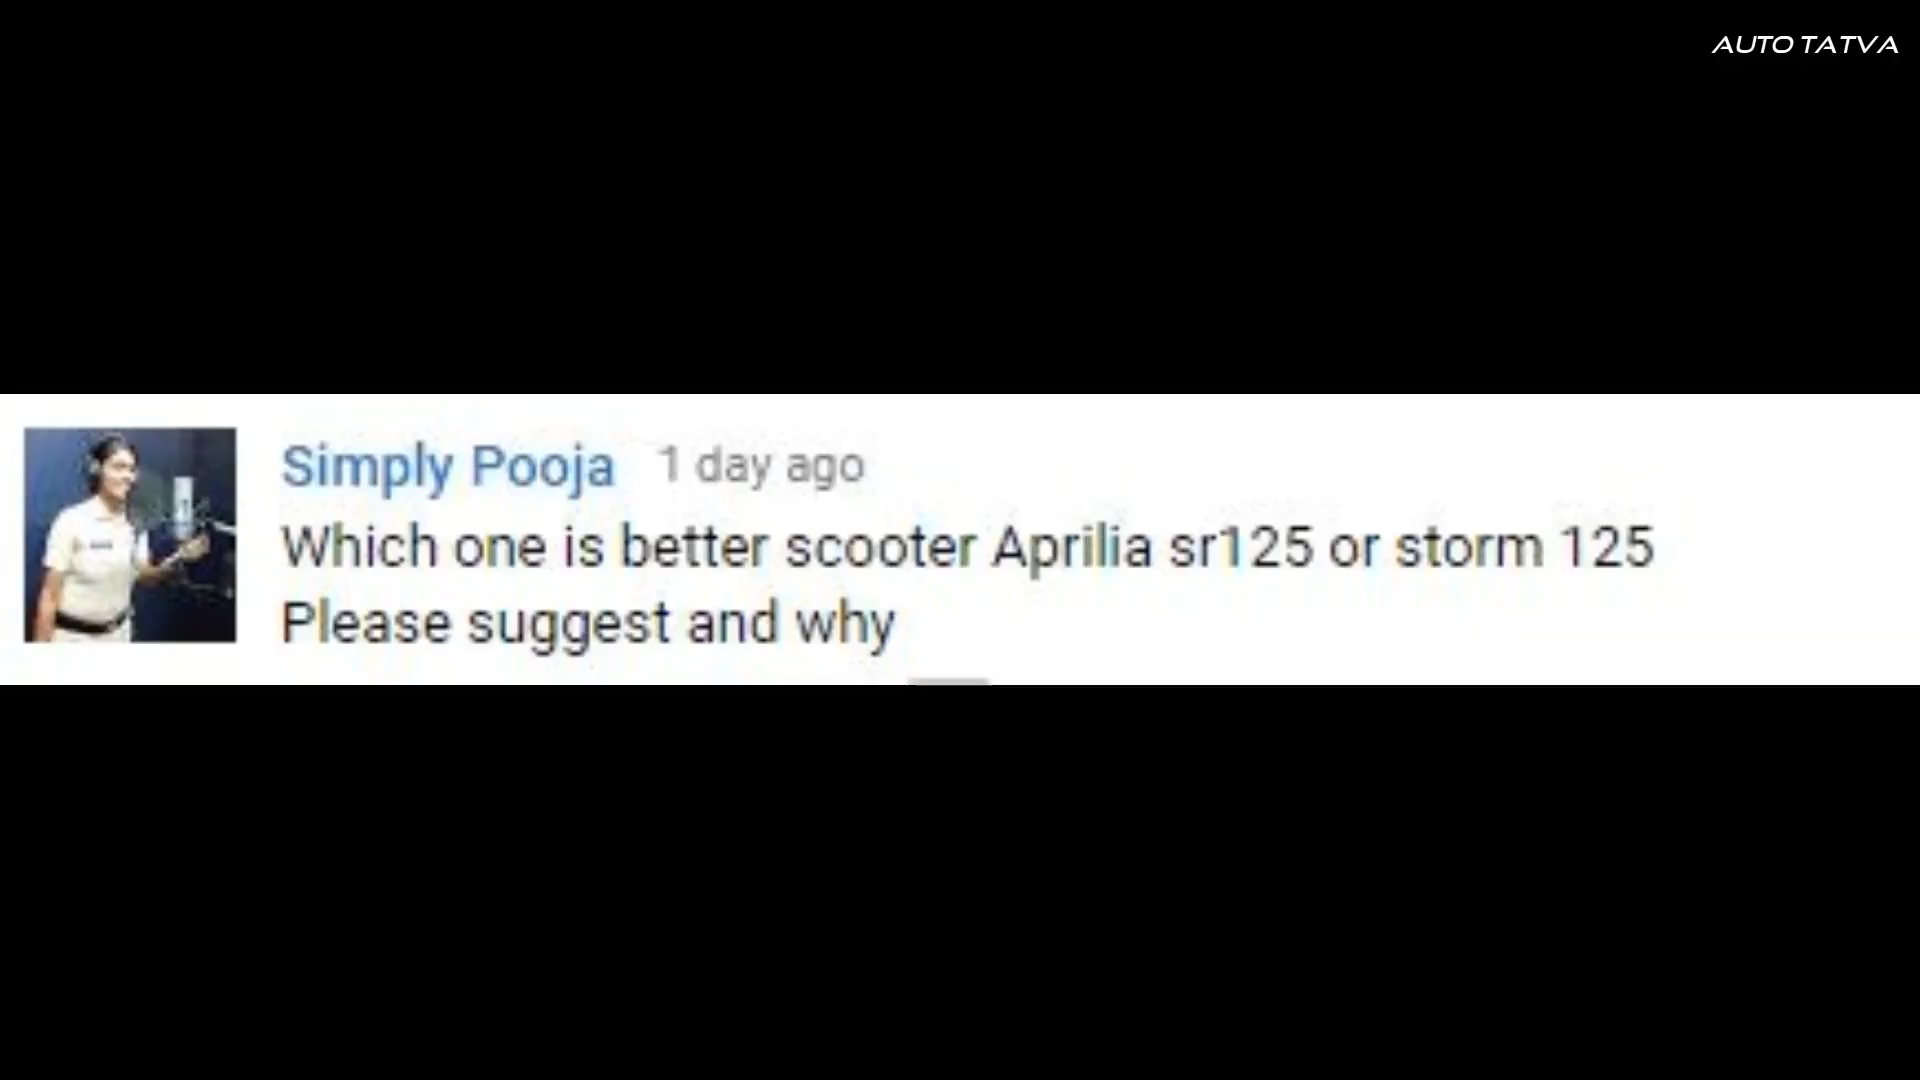 AUTO TATVA
Simply Pooja 1 day ago
Which one is better scooter Aprilia sr125 or storm 125
Please suggest and why